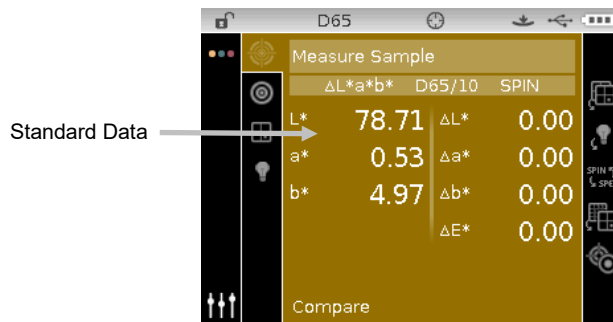 D65
Measure Sample
ΔL*a*b* D65/10 SPIN
Standard Data
L* 78.71 ΔL* 0.00
a* 0.53 Δa* 0.00
b* 4.97 Δb* 0.00
ΔE* 0.00
SPIN
SPE
Compare